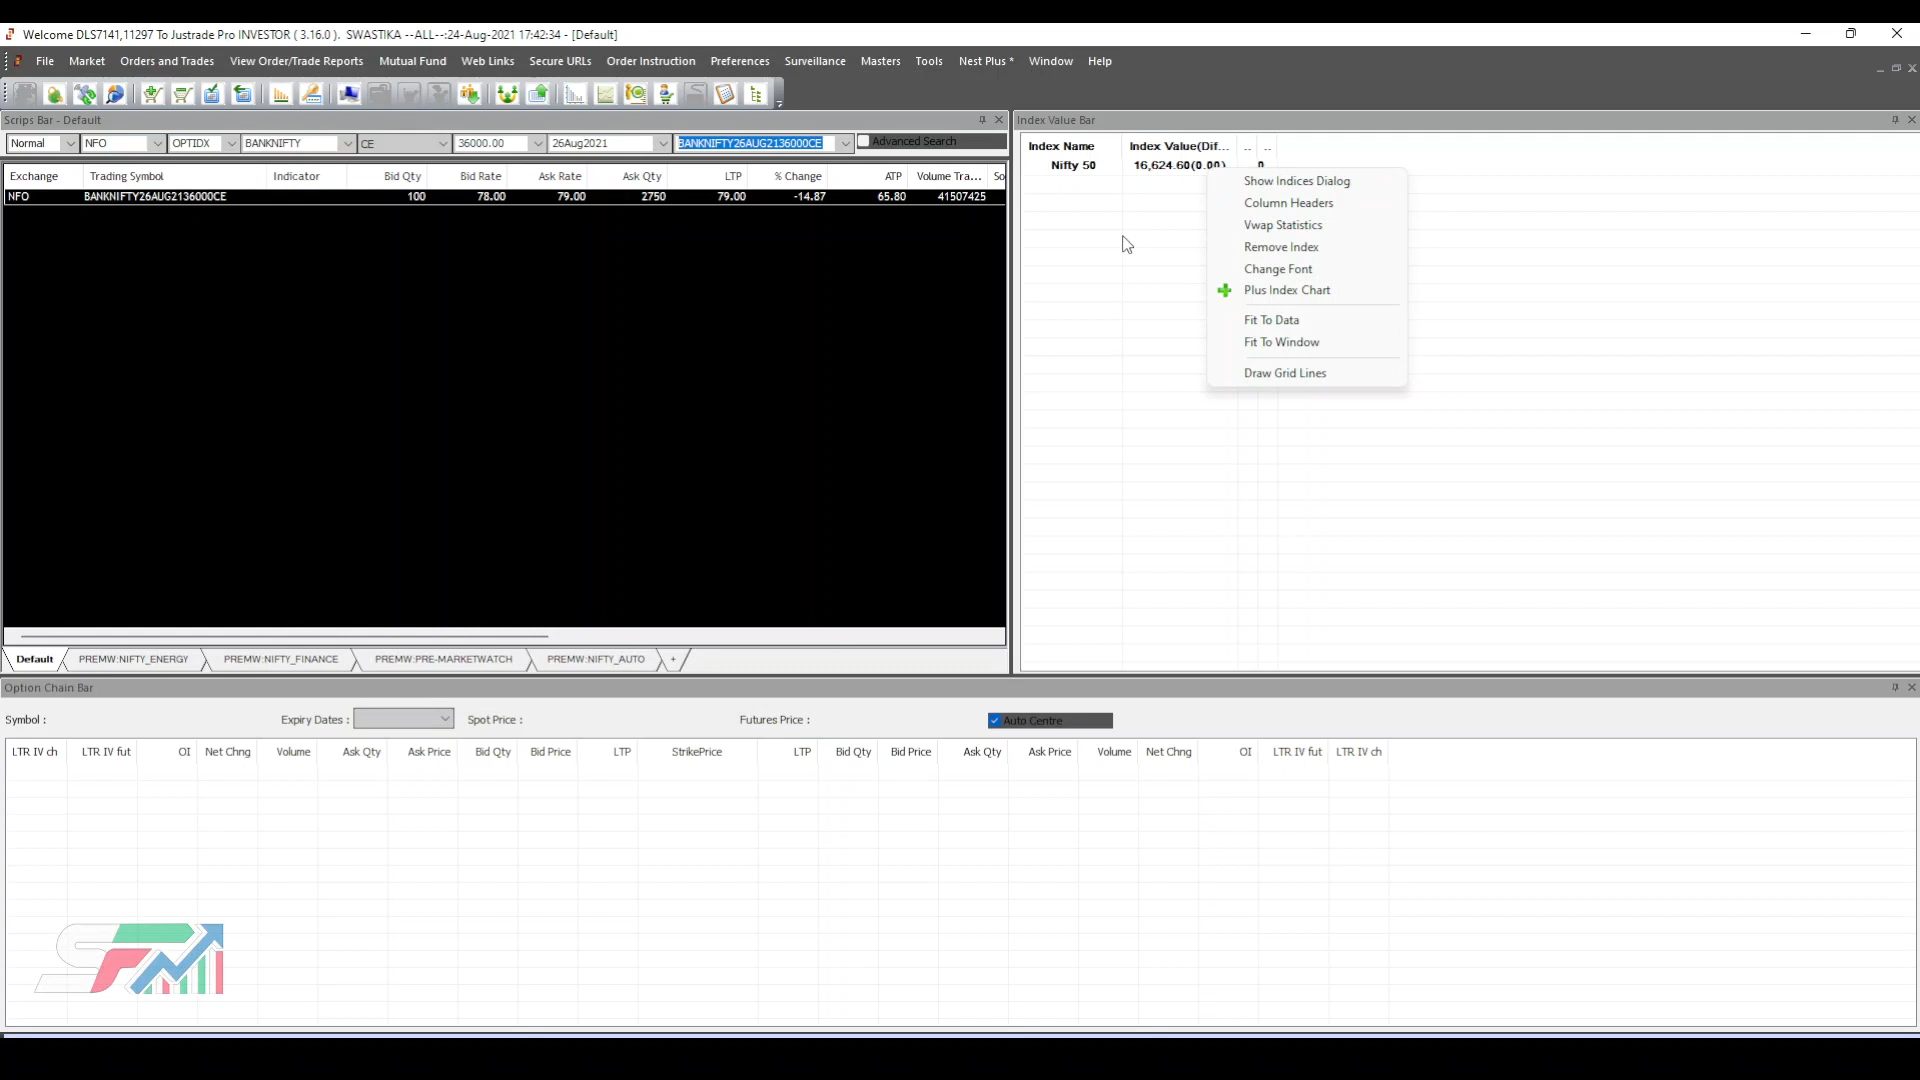 Welcome DLS7141,11297 To Justrade Pro INVESTOR ( 3.16.0 ). SWASTIKA --ALL--:24-Aug-2021 17:42:34 - [Default]
File Market Orders and Trades View Order/Trade Reports Mutual Fund Web Links Secure URLs Order Instruction Preferences Surveillance Masters Tools Nest Plus * Window Help
Scrips Bar - Default
Index Value Bar
Normal NFO OPTIDX BANKNIFTY CE 36000.00 26Aug2021 BANKNIFTY26AUG2136000CE Advanced Search
Index Name Index Value(Dif... .. ..
Nifty 50 16,624.60(0.00) 0
Exchange Trading Symbol Indicator Bid Qty Bid Rate Ask Rate Ask Qty LTP % Change ATP Volume Tra... So
NFO BANKNIFTY26AUG2136000CE 100 78.00 79.00 2750 79.00 -14.87 65.80 41507425
Show Indices Dialog
Column Headers
Vwap Statistics
Remove Index
Change Font
Plus Index Chart
Fit To Data
Fit To Window
Draw Grid Lines
Default PREMW:NIFTY_ENERGY PREMW:NIFTY_FINANCE PREMW:PRE-MARKETWATCH PREMW:NIFTY_AUTO +
Option Chain Bar
Symbol : Expiry Dates : Spot Price : Futures Price : Auto Centre
LTR IV ch LTR IV fut OI Net Chng Volume Ask Qty Ask Price Bid Qty Bid Price LTP StrikePrice LTP Bid Qty Bid Price Ask Qty Ask Price Volume Net Chng OI LTR IV fut LTR IV ch
SFM